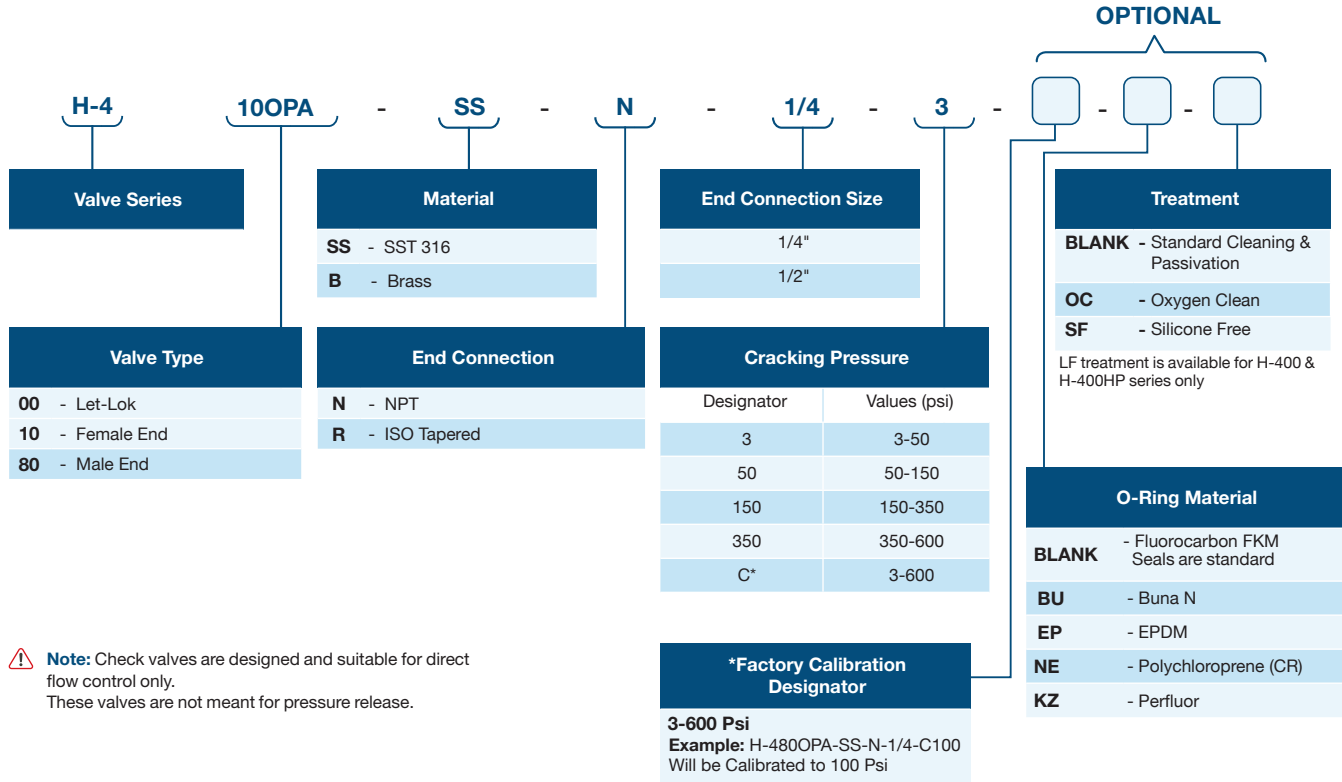 OPTIONAL
H-4 10OPA - SS - N - 1/4 - 3 - - -
Valve Series
Material
SS - SST 316
B - Brass
End Connection Size
1/4"
1/2"
Treatment
BLANK - Standard Cleaning &
Passivation
OC - Oxygen Clean
SF - Silicone Free
LF treatment is available for H-400 &
H-400HP series only
Valve Type
00 - Let-Lok
10 - Female End
80 - Male End
End Connection
N - NPT
R - ISO Tapered
Cracking Pressure
Designator Values (psi)
3 3-50
50 50-150
150 150-350
350 350-600
C* 3-600
O-Ring Material
BLANK - Fluorocarbon FKM
Seals are standard
BU - Buna N
EP - EPDM
NE - Polychloroprene (CR)
KZ - Perfluor
Note: Check valves are designed and suitable for direct
flow control only.
These valves are not meant for pressure release.
*Factory Calibration
Designator
3-600 Psi
Example: H-480OPA-SS-N-1/4-C100
Will be Calibrated to 100 Psi